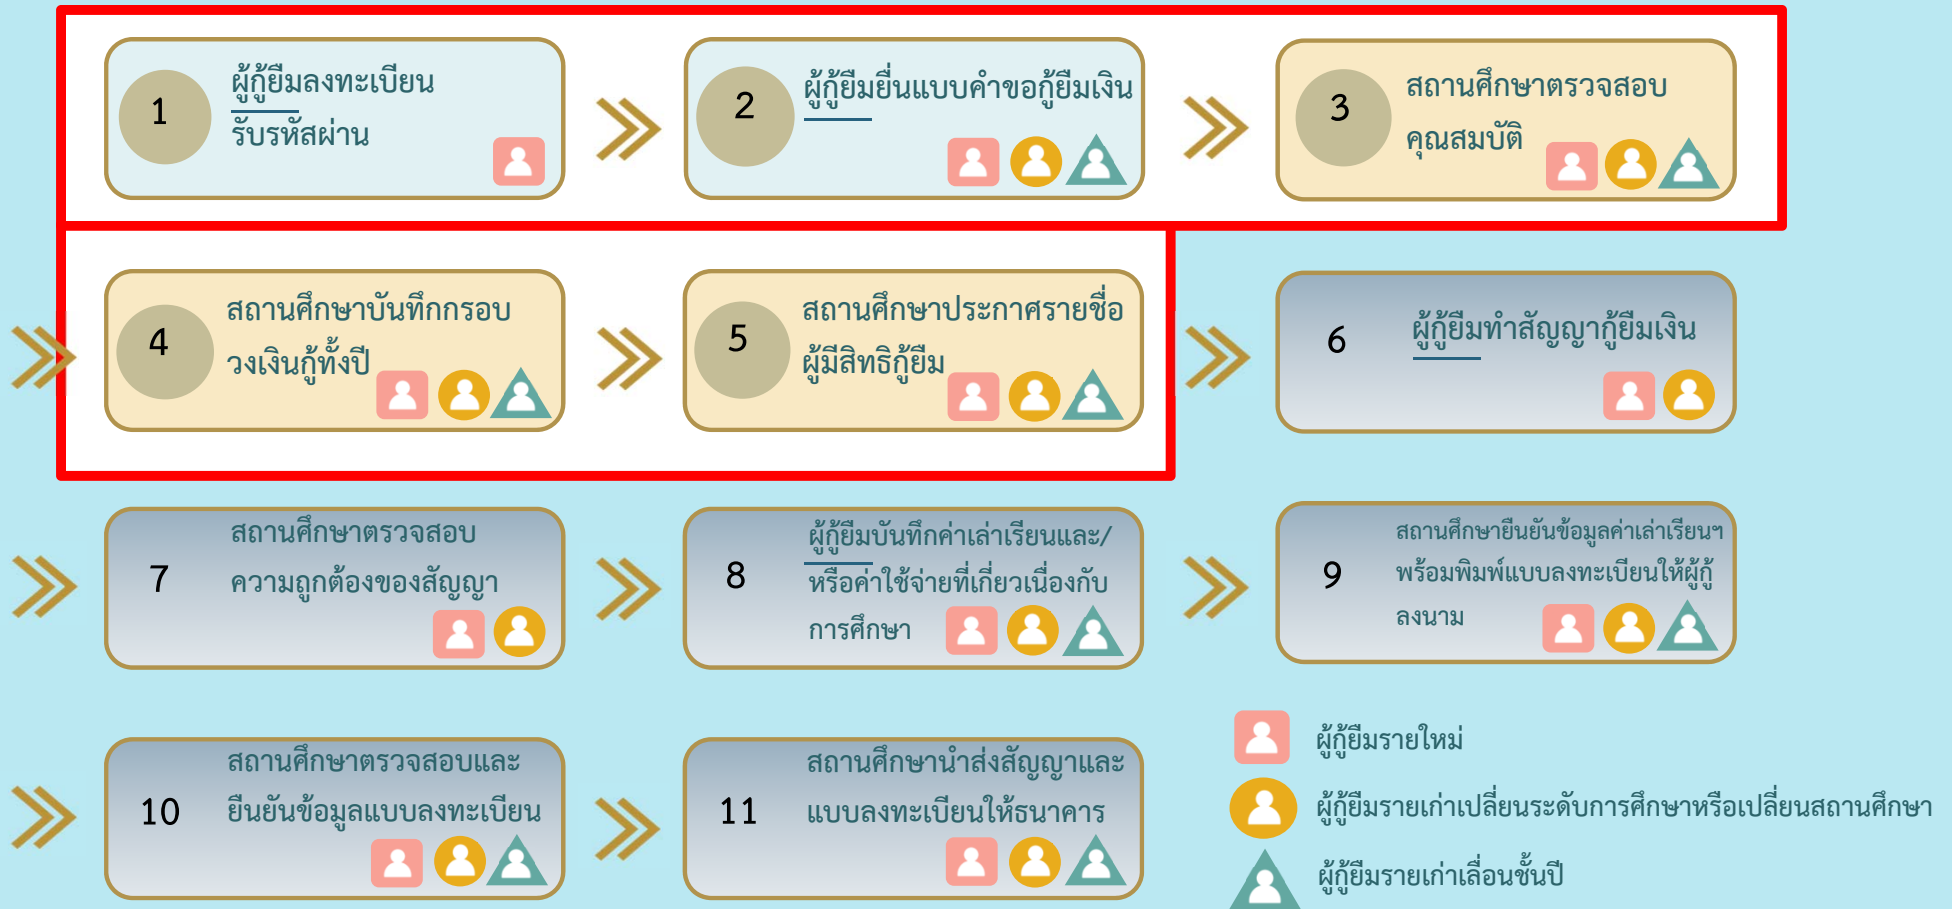 1
ผู้กู้ยืมลงทะเบียน
รับรหัสผ่าน
2
ผู้กู้ยืมยื่นแบบคำขอกู้ยืมเงิน
3
สถานศึกษาตรวจสอบ
คุณสมบัติ
4
สถานศึกษาบันทึกกรอบ
วงเงินกู้ทั้งปี
5
สถานศึกษาประกาศรายชื่อ
ผู้มีสิทธิกู้ยืม
6
ผู้กู้ยืมทำสัญญากู้ยืมเงิน
7
สถานศึกษาตรวจสอบ
ความถูกต้องของสัญญา
8
ผู้กู้ยืมบันทึกค่าเล่าเรียนและ/
หรือค่าใช้จ่ายที่เกี่ยวเนื่องกับ
การศึกษา
9
สถานศึกษายืนยันข้อมูลค่าเล่าเรียนฯ
พร้อมพิมพ์แบบลงทะเบียนให้ผู้กู้
ลงนาม
10
สถานศึกษาตรวจสอบและ
ยืนยันข้อมูลแบบลงทะเบียน
11
สถานศึกษานำส่งสัญญาและ
แบบลงทะเบียนให้ธนาคาร
ผู้กู้ยืมรายใหม่
ผู้กู้ยืมรายเก่าเปลี่ยนระดับการศึกษาหรือเปลี่ยนสถานศึกษา
ผู้กู้ยืมรายเก่าเลื่อนชั้นปี